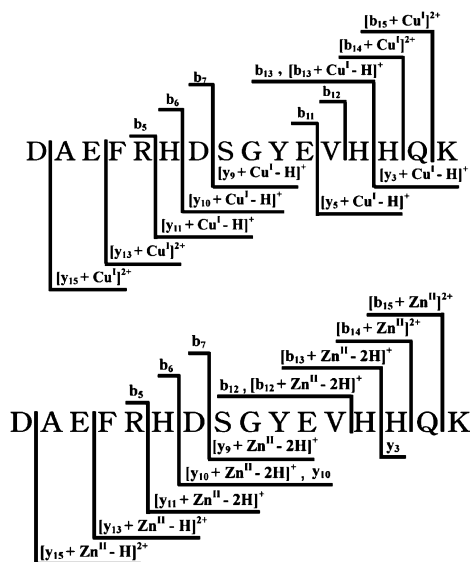 [b₁₅ + Cuᴵ]²⁺
[b₁₄ + Cuᴵ]²⁺
b₇ b₁₃ , [b₁₃ + Cuᴵ - H]⁺
b₆ b₁₂
b₅ b₁₁
D A E F R H D S G Y E V H H Q K
[y₉ + Cuᴵ - H]⁺ [y₃ + Cuᴵ - H]⁺
[y₁₀ + Cuᴵ - H]⁺ [y₅ + Cuᴵ - H]⁺
[y₁₁ + Cuᴵ - H]⁺
[y₁₃ + Cuᴵ]²⁺
[y₁₅ + Cuᴵ]²⁺
[b₁₅ + Znᴵᴵ]²⁺
[b₁₄ + Znᴵᴵ]²⁺
b₇ [b₁₃ + Znᴵᴵ - 2H]⁺
b₆ b₁₂ , [b₁₂ + Znᴵᴵ - 2H]⁺
b₅
D A E F R H D S G Y E V H H Q K
[y₉ + Znᴵᴵ - 2H]⁺ y₃
[y₁₀ + Znᴵᴵ - 2H]⁺ , y₁₀
[y₁₁ + Znᴵᴵ - 2H]⁺
[y₁₃ + Znᴵᴵ - H]²⁺
[y₁₅ + Znᴵᴵ - H]²⁺